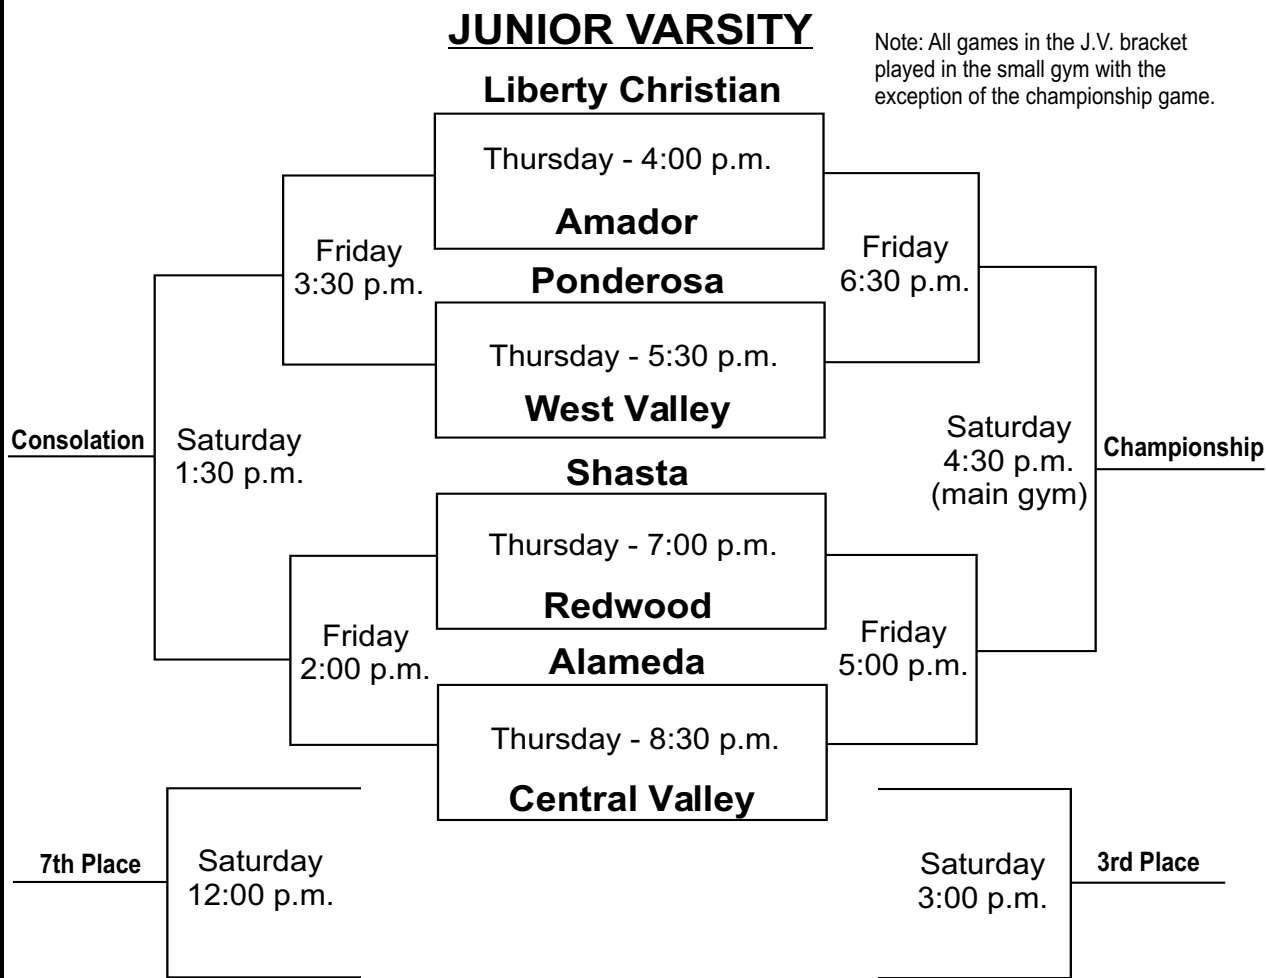 JUNIOR VARSITY
Note: All games in the J.V. bracket
played in the small gym with the
exception of the championship game.
Liberty Christian
Thursday - 4:00 p.m.
Amador
Friday
3:30 p.m.
Friday
6:30 p.m.
Ponderosa
Thursday - 5:30 p.m.
West Valley
Consolation
Saturday
1:30 p.m.
Saturday
4:30 p.m.
(main gym)
Championship
Shasta
Thursday - 7:00 p.m.
Redwood
Friday
2:00 p.m.
Friday
5:00 p.m.
Alameda
Thursday - 8:30 p.m.
Central Valley
7th Place
Saturday
12:00 p.m.
Saturday
3:00 p.m.
3rd Place